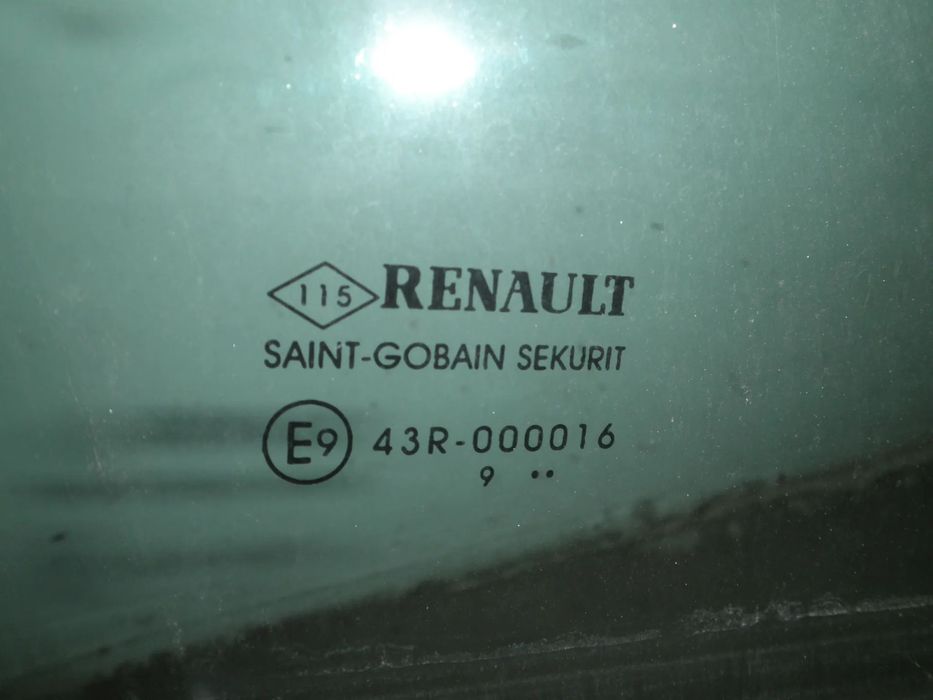 115 RENAULT
SAINT-GOBAIN SEKURIT
E9 43R-000016
9 ··